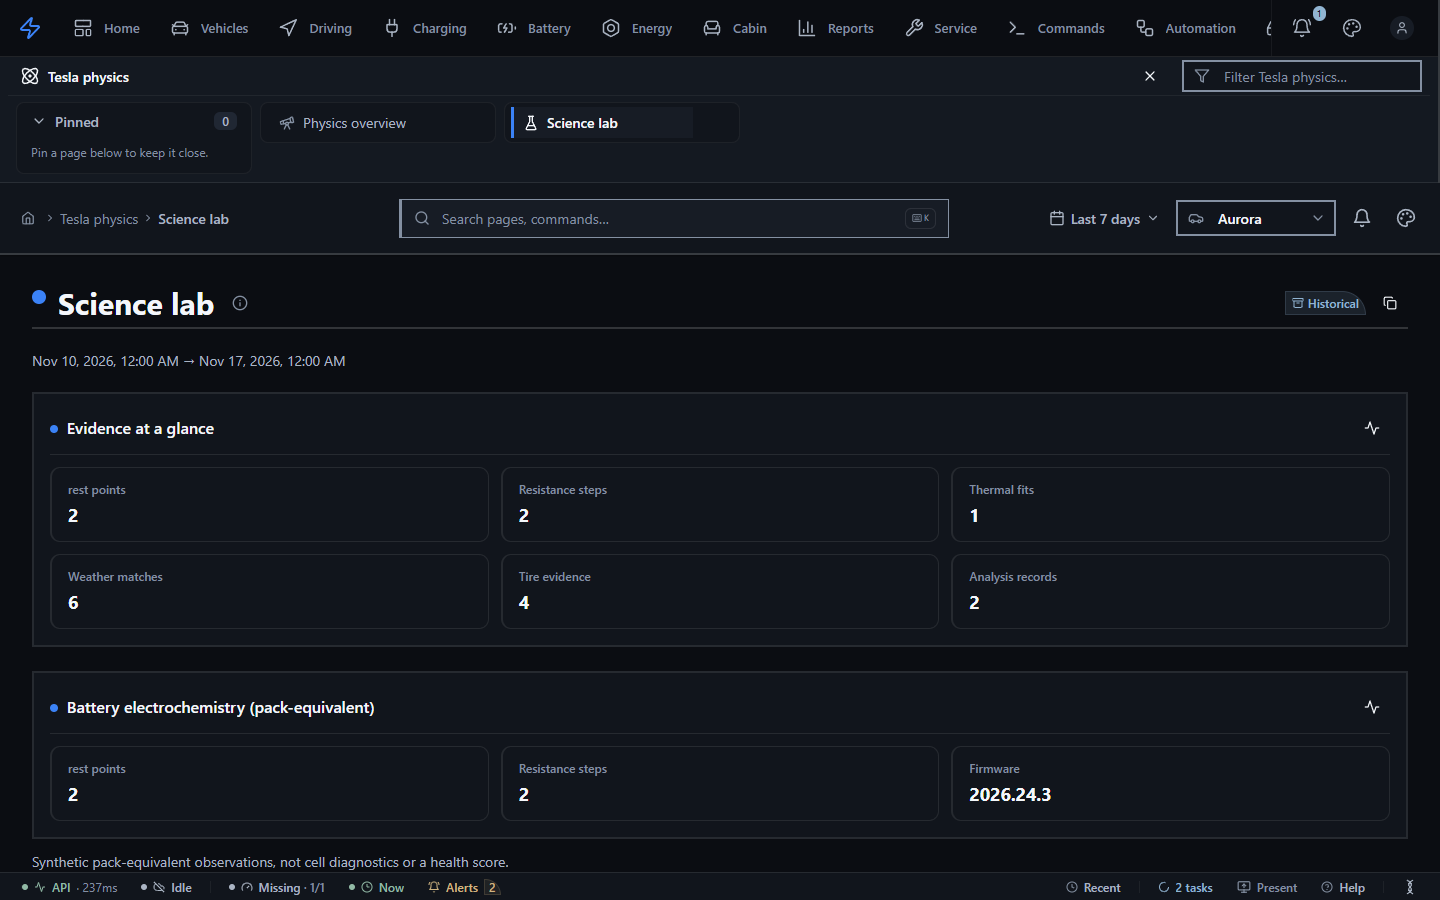 Home Vehicles Driving Charging Battery Energy Cabin Reports Service Commands Automation 1
Tesla physics Filter Tesla physics...
Pinned 0 Physics overview Science lab
Pin a page below to keep it close.
Tesla physics Science lab Search pages, commands... K Last 7 days Aurora
Science lab Historical
Nov 10, 2026, 12:00 AM → Nov 17, 2026, 12:00 AM
Evidence at a glance
rest points Resistance steps Thermal fits
2 2 1
Weather matches Tire evidence Analysis records
6 4 2
Battery electrochemistry (pack-equivalent)
rest points Resistance steps Firmware
2 2 2026.24.3
Synthetic pack-equivalent observations, not cell diagnostics or a health score.
API · 237ms Idle Missing · 1/1 Now Alerts 2 Recent 2 tasks Present Help